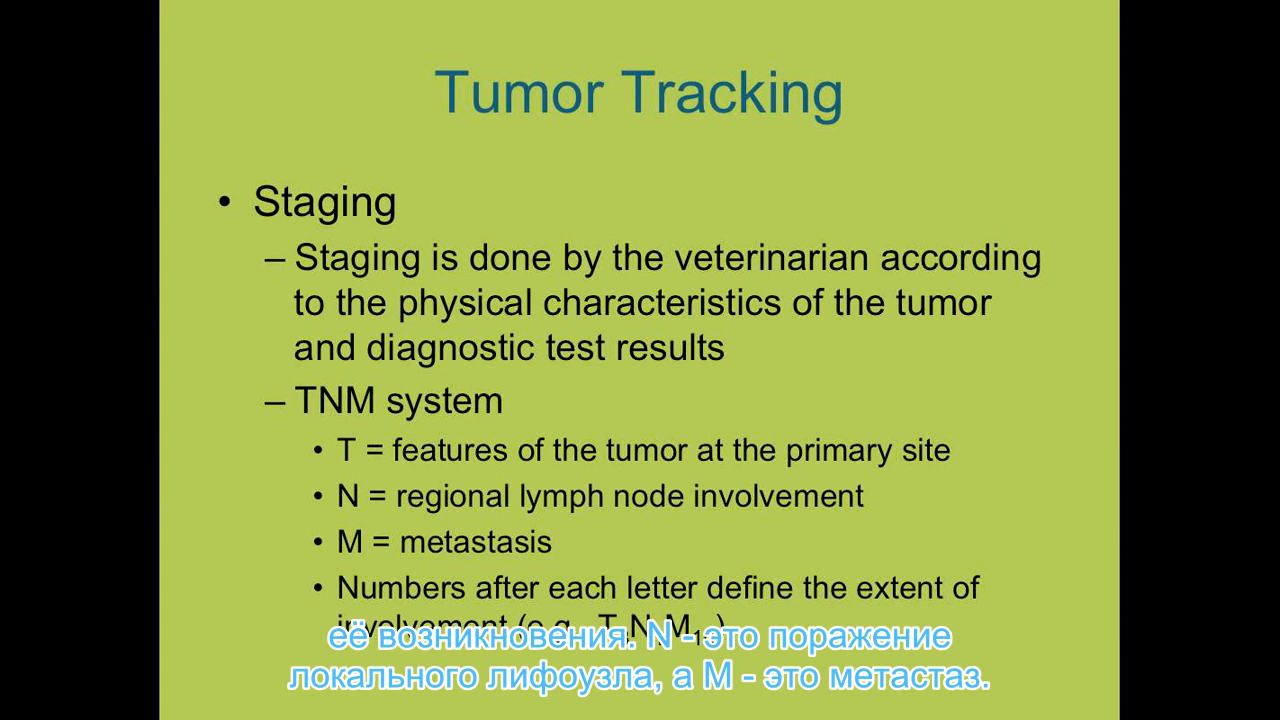 Tumor Tracking
• Staging
– Staging is done by the veterinarian according
to the physical characteristics of the tumor
and diagnostic test results
– TNM system
• T = features of the tumor at the primary site
• N = regional lymph node involvement
• M = metastasis
• Numbers after each letter define the extent of
involvement (e.g.,
её возникновения. N - это поражение
локального лифоузла, а М - это метастаз.